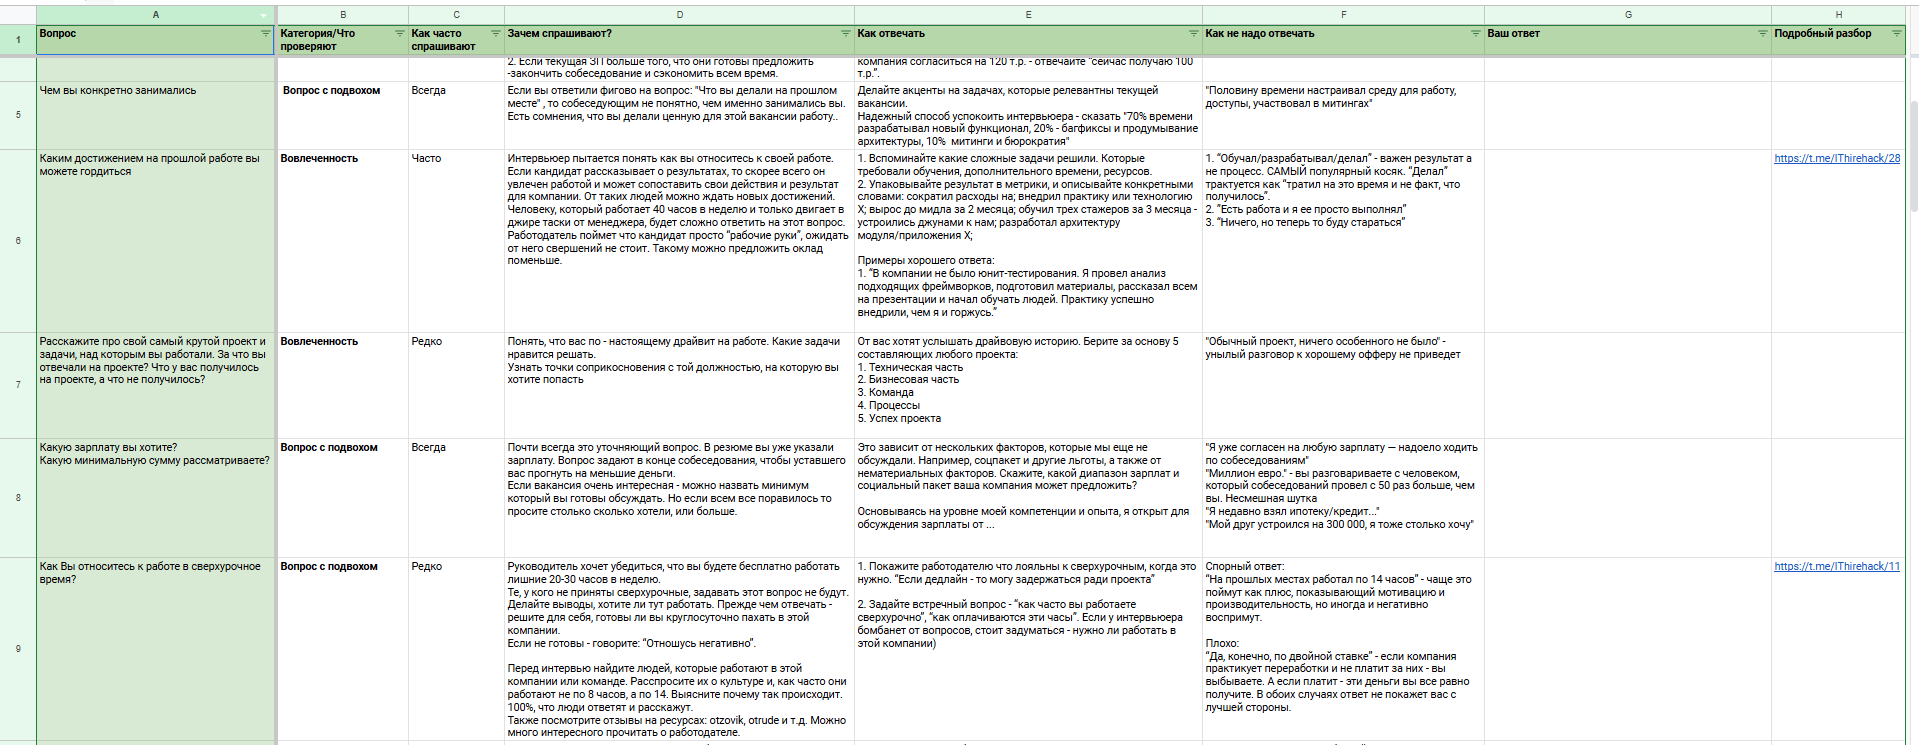 A B C D E F G H
1
Вопрос
Категория/Что
проверяют
Как часто
спрашивают
Зачем спрашивают?
Как отвечать
Как не надо отвечать
Ваш ответ
Подробный разбор
2. Если текущая ЗП больше того, что они готовы предложить
-закончить собеседование и сэкономить всем время.
компания согласиться на 120 т.р. - отвечайте "сейчас получаю 100
т.р.".
5
Чем вы конкретно занимались
Вопрос с подвохом
Всегда
Если вы ответили фигово на вопрос: "Что вы делали на прошлом
месте" , то собеседующим не понятно, чем именно занимались вы.
Есть сомнения, что вы делали ценную для этой вакансии работу..
Делайте акценты на задачах, которые релевантны текущей
вакансии.
Надежный способ успокоить интервьюера - сказать "70% времени
разрабатывал новый функционал, 20% - багфиксы и продумывание
архитектуры, 10% митинги и бюрократия"
"Половину времени настраивал среду для работу,
доступы, участвовал в митингах"
6
Каким достижением на прошлой работе вы
можете гордиться
Вовлеченность
Часто
Интервьюер пытается понять как вы относитесь к своей работе.
Если кандидат рассказывает о результатах, то скорее всего он
увлечен работой и может сопоставить свои действия и результат
для компании. От таких людей можно ждать новых достижений.
Человеку, который работает 40 часов в неделю и только двигает в
джире таски от менеджера, будет сложно ответить на этот вопрос.
Работодатель поймет что кандидат просто “рабочие руки”, ожидать
от него свершений не стоит. Такому можно предложить оклад
поменьше.
1. Вспоминайте какие сложные задачи решили. Которые
требовали обучения, дополнительного времени, ресурсов.
2. Упаковывайте результат в метрики, и описывайте конкретными
словами: сократил расходы на; внедрил практику или технологию
X; вырос до мидла за 2 месяца; обучил трех стажеров за 3 месяца -
устроились джунами к нам; разработал архитектуру
модуля/приложения X;
Примеры хорошего ответа:
1. “В компании не было юнит-тестирования. Я провел анализ
подходящих фреймворков, подготовил материалы, рассказал всем
на презентации и начал обучать людей. Практику успешно
внедрили, чем я и горжусь.”
1. “Обучал/разрабатывал/делал” - важен результат а
не процесс. САМЫЙ популярный косяк. “Делал”
трактуется как “тратил на это время и не факт, что
получилось”.
2. “Есть работа и я ее просто выполнял”
3. “Ничего, но теперь то буду стараться”
https://t.me/IThirehack/28
7
Расскажите про свой самый крутой проект и
задачи, над которым вы работали. За что вы
отвечали на проекте? Что у вас получилось
на проекте, а что не получилось?
Вовлеченность
Редко
Понять, что вас по - настоящему драйвит на работе. Какие задачи
нравится решать.
Узнать точки соприкосновения с той должностью, на которую вы
хотите попасть
От вас хотят услышать драйвовую историю. Берите за основу 5
составляющих любого проекта:
1. Техническая часть
2. Бизнесовая часть
3. Команда
4. Процессы
5. Успех проекта
"Обычный проект, ничего особенного не было" -
унылый разговор к хорошему офферу не приведет
8
Какую зарплату вы хотите?
Какую минимальную сумму рассматриваете?
Вопрос с подвохом
Всегда
Почти всегда это уточняющий вопрос. В резюме вы уже указали
зарплату. Вопрос задают в конце собеседования, чтобы уставшего
вас прогнуть на меньшие деньги.
Если вакансия очень интересная - можно назвать минимум
который вы готовы обсуждать. Но если всем все поравилось то
просите столько сколько хотели, или больше.
Это зависит от нескольких факторов, которые мы еще не
обсуждали. Например, соцпакет и другие льготы, а также от
нематериальных факторов. Скажите, какой диапазон зарплат и
социальный пакет ваша компания может предложить?
Основываясь на уровне моей компетенции и опыта, я открыт для
обсуждения зарплаты от ...
"Я уже согласен на любую зарплату — надоело ходить
по собеседованиям"
"Миллион евро." - вы разговариваете с человеком,
который собеседований провел с 50 раз больше, чем
вы. Несмешная шутка
"Я недавно взял ипотеку/кредит..."
"Мой друг устроился на 300 000, я тоже столько хочу"
9
Как Вы относитесь к работе в сверхурочное
время?
Вопрос с подвохом
Редко
Руководитель хочет убедиться, что вы будете бесплатно работать
лишние 20-30 часов в неделю.
Те, у кого не приняты сверхурочные, задавать этот вопрос не будут.
Делайте выводы, хотите ли тут работать. Прежде чем отвечать -
решите для себя, готовы ли вы круглосуточно пахать в этой
компании.
Если не готовы - говорите: “Отношусь негативно”.
Перед интервью найдите людей, которые работают в этой
компании или команде. Расспросите их о культуре и, как часто они
работают не по 8 часов, а по 14. Выясните почему так происходит.
100%, что люди ответят и расскажут.
Также посмотрите отзывы на ресурсах: otzovik, otrude и т.д. Можно
много интересного прочитать о работодателе.
1. Покажите работодателю что лояльны к сверхурочным, когда это
нужно. “Если дедлайн - то могу задержаться ради проекта”
2. Задайте встречный вопрос - “как часто вы работаете
сверхурочно”, “как оплачиваются эти часы”. Если у интервьюера
бомбанет от вопросов, стоит задуматься - нужно ли работать в
этой компании)
Спорный ответ:
“На прошлых местах работал по 14 часов” - чаще это
поймут как плюс, показывающий мотивацию и
производительность, но иногда и негативно
воспримут.
Плохо:
“Да, конечно, по двойной ставке” - если компания
практикует переработки и не платит за них - вы
выбываете. А если платит - эти деньги вы все равно
получите. В обоих случаях ответ не покажет вас с
лучшей стороны.
https://t.me/IThirehack/11